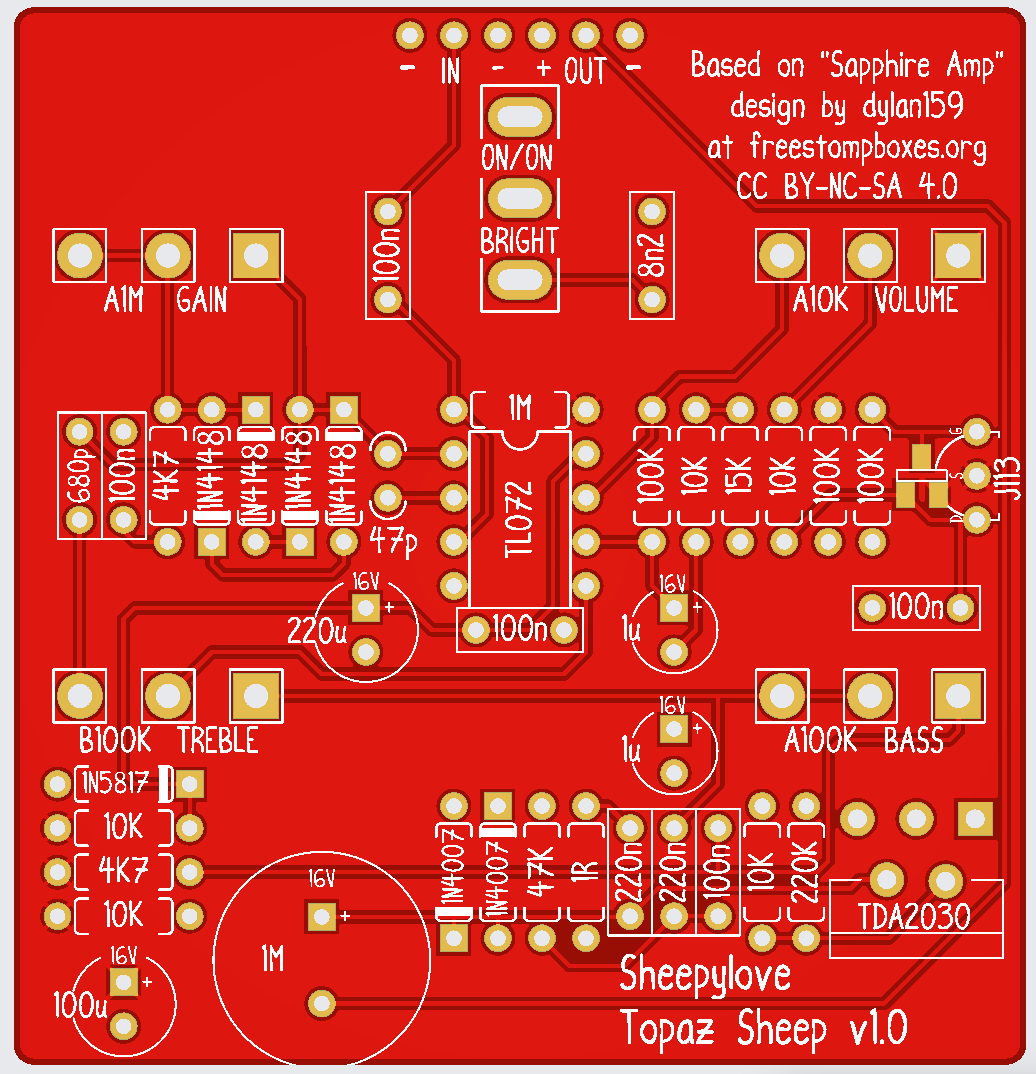 - IN - + OUT -
Based on "Sapphire Amp"
design by dylan159
at freestompboxes.org
CC BY-NC-SA 4.0
ON/ON
BRIGHT
100n
8n2
A1M GAIN
A10K VOLUME
1M
680p
100n
4K7
1N4148
1N4148
1N4148
1N4148
47p
TL072
100K
10K
15K
10K
100K
100K
G
S
D
J113
16V
+
220u
100n
16V
+
1u
100n
B100K TREBLE
16V
+
1u
A100K BASS
1N5817
10K
4K7
10K
16V
+
100u
16V
+
1M
1N4007
1N4007
47K
1R
220n
220n
100n
10K
220K
TDA2030
Sheepylove
Topaz Sheep v1.0